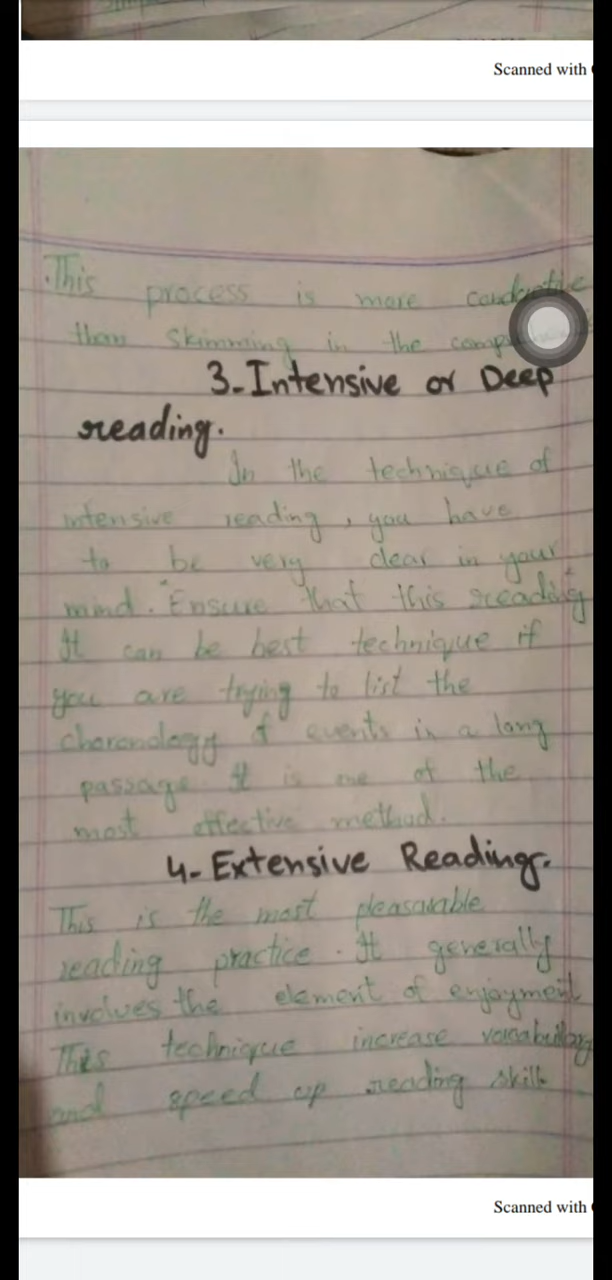 Scanned with
.This process is more
than Skimming in the
3-Intensive or Deep
reading.
In the technique of
intensive reading, you have
to be very clear in your
mind. Ensure that this reading
It can be best technique if
you are trying to list the
chorondogy of events in a long
passage. It is one of the
most effective method.
4-Extensive Reading.
This is the most pleasarable
reading practice. It generally
involves the element of enjoyment
This technique increase
and speed up reading skill
Scanned with